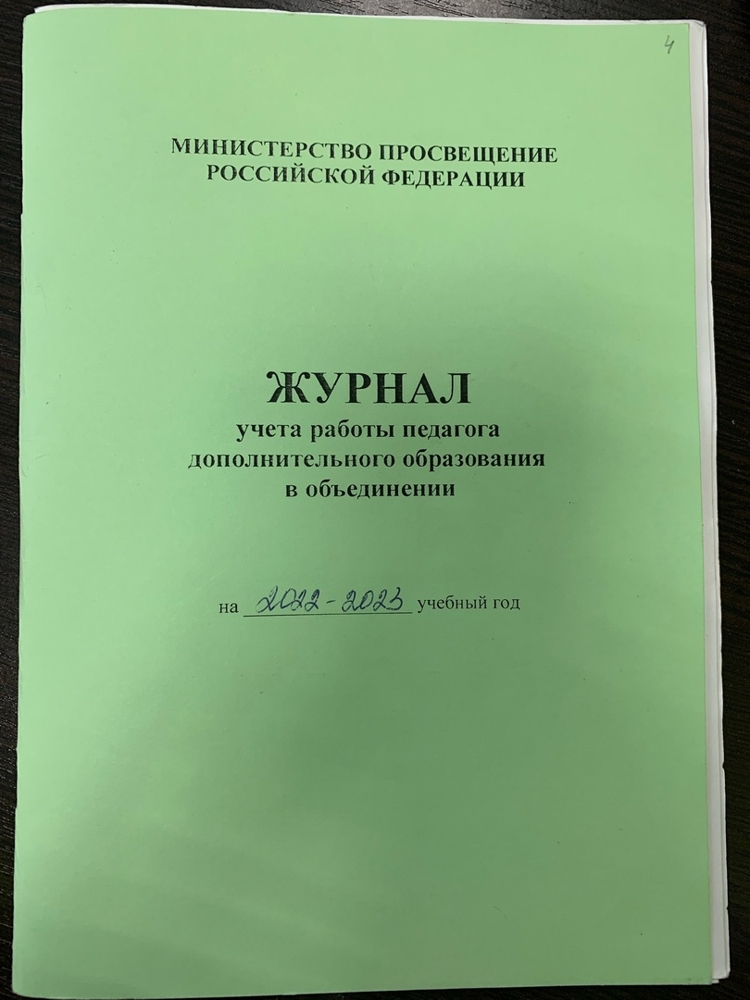 4
МИНИСТЕРСТВО ПРОСВЕЩЕНИЕ
РОССИЙСКОЙ ФЕДЕРАЦИИ
ЖУРНАЛ
учета работы педагога
дополнительного образования
в объединении
на 2022-2023 учебный год